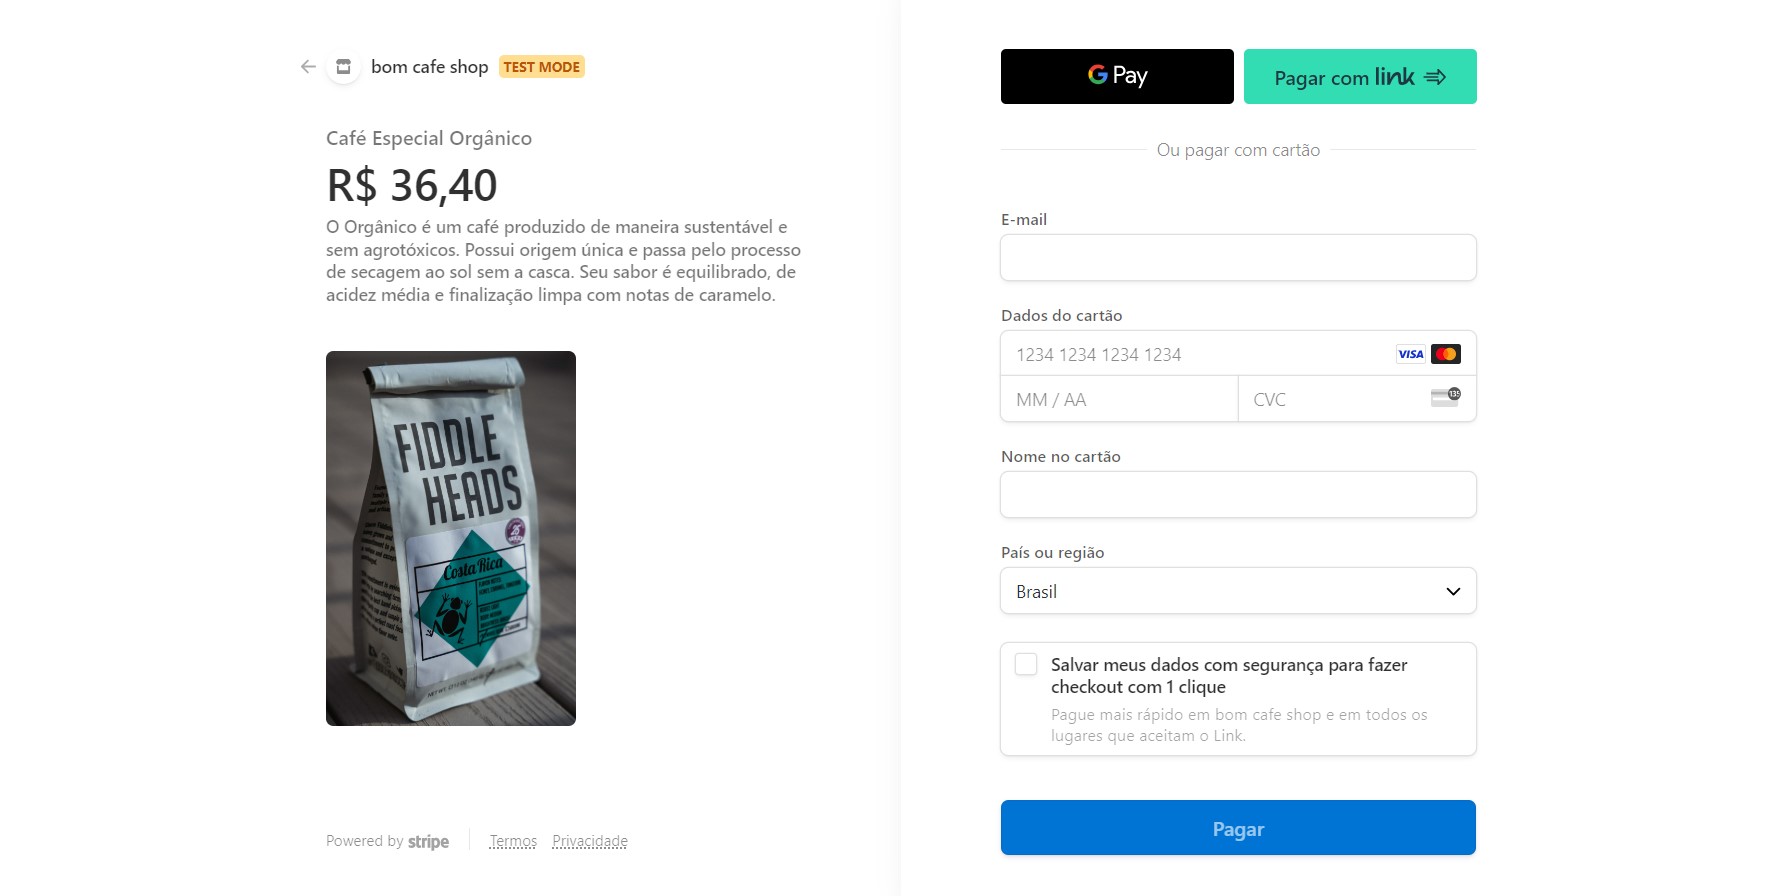 bom cafe shop TEST MODE
Café Especial Orgânico
R$ 36,40
O Orgânico é um café produzido de maneira sustentável e
sem agrotóxicos. Possui origem única e passa pelo processo
de secagem ao sol sem a casca. Seu sabor é equilibrado, de
acidez média e finalização limpa com notas de caramelo.
FIDDLE
HEADS
25
Costa Rica
Powered by stripe
Termos Privacidade
G Pay
Pagar com link
Ou pagar com cartão
E-mail
Dados do cartão
1234 1234 1234 1234
VISA
MM / AA
CVC
135
Nome no cartão
País ou região
Brasil
Salvar meus dados com segurança para fazer
checkout com 1 clique
Pague mais rápido em bom cafe shop e em todos os
lugares que aceitam o Link.
Pagar